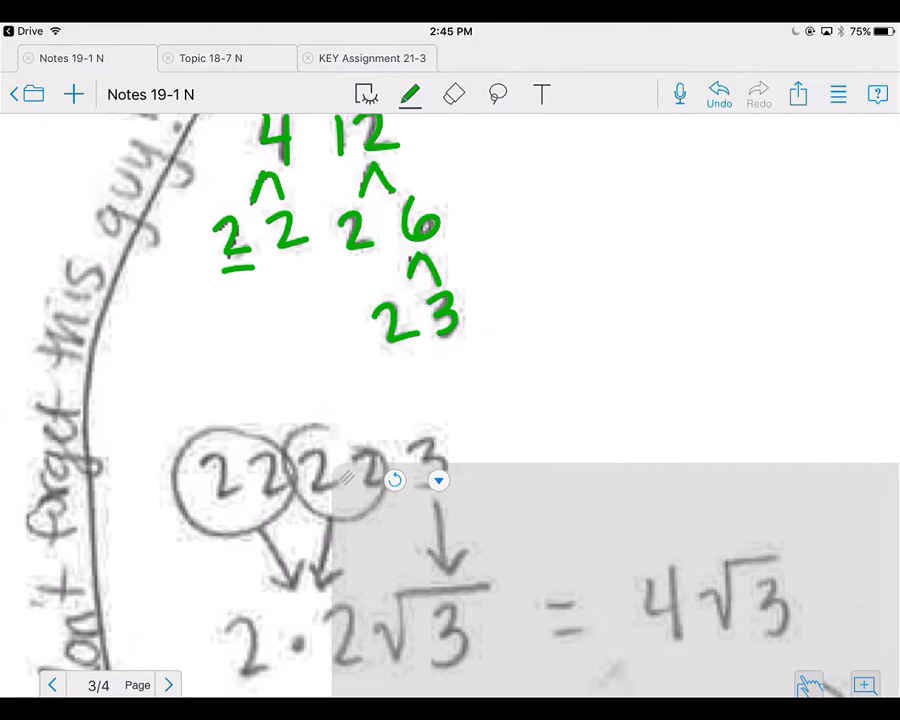 Drive
2:45 PM
75%
Notes 19-1 N
Topic 18-7 N
KEY Assignment 21-3
Notes 19-1 N
Undo
Redo
4 12
2 2 2 6
2 3
don't forget this guy!
2 2 2 2 3
2 · 2√3 = 4√3
3/4 Page